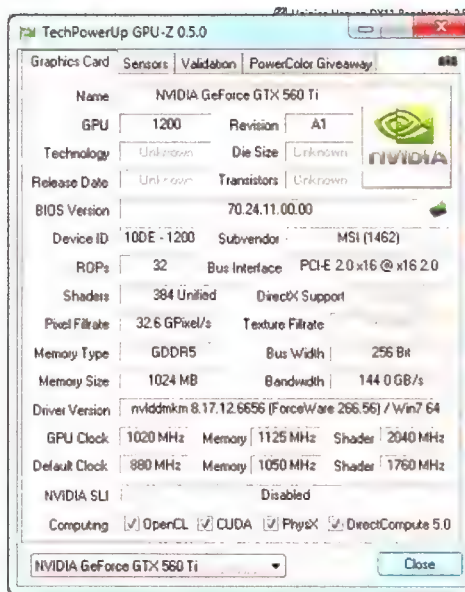 TechPowerUp GPU-Z 0.5.0
Graphics Card Sensors Validation PowerColor Giveaway
Name NVIDIA GeForce GTX 560 Ti
GPU 1200 Revision A1
Technology Unknown Die Size Unknown
Release Date Unknown Transistors Unknown
NVIDIA
BIOS Version 70.24.11.00.00
Device ID 10DE - 1200 Subvendor MSI (1462)
ROPs 32 Bus Interface PCI-E 2.0 x16 @ x16 2.0
Shaders 384 Unified DirectX Support
Pixel Fillrate 32.6 GPixel/s Texture Fillrate
Memory Type GDDR5 Bus Width 256 Bit
Memory Size 1024 MB Bandwidth 144.0 GB/s
Driver Version nvlddmkm 8.17.12.6656 (ForceWare 266.56) / Win7 64
GPU Clock 1020 MHz Memory 1125 MHz Shader 2040 MHz
Default Clock 880 MHz Memory 1050 MHz Shader 1760 MHz
NVIDIA SLI Disabled
Computing OpenCL CUDA PhysX DirectCompute 5.0
NVIDIA GeForce GTX 560 Ti Close